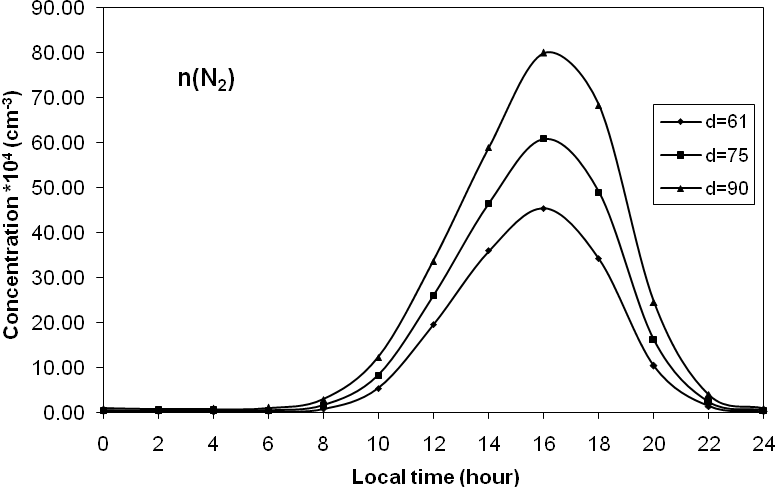 90.00
80.00
70.00
60.00
50.00
40.00
30.00
20.00
10.00
0.00
Concentration *10⁴ (cm⁻³)
n(N₂)
d=61
d=75
d=90
0 2 4 6 8 10 12 14 16 18 20 22 24
Local time (hour)